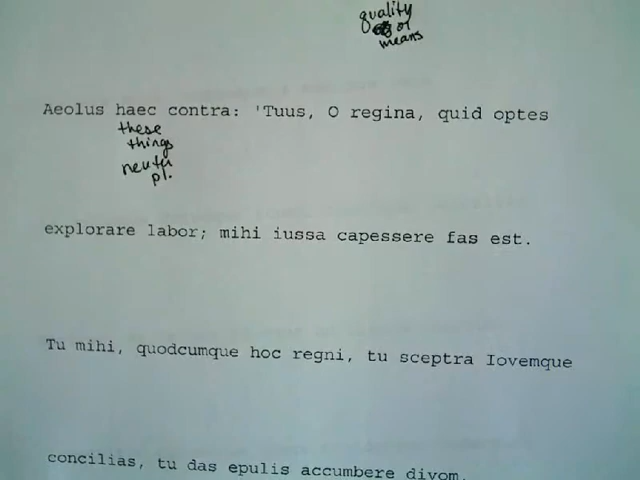 quality
or
means
Aeolus haec contra: 'Tuus, O regina, quid optes
these
things
neuter
pl.
explorare labor; mihi iussa capessere fas est.
Tu mihi, quodcumque hoc regni, tu sceptra Iovemque
concilias, tu das epulis accumbere divom,